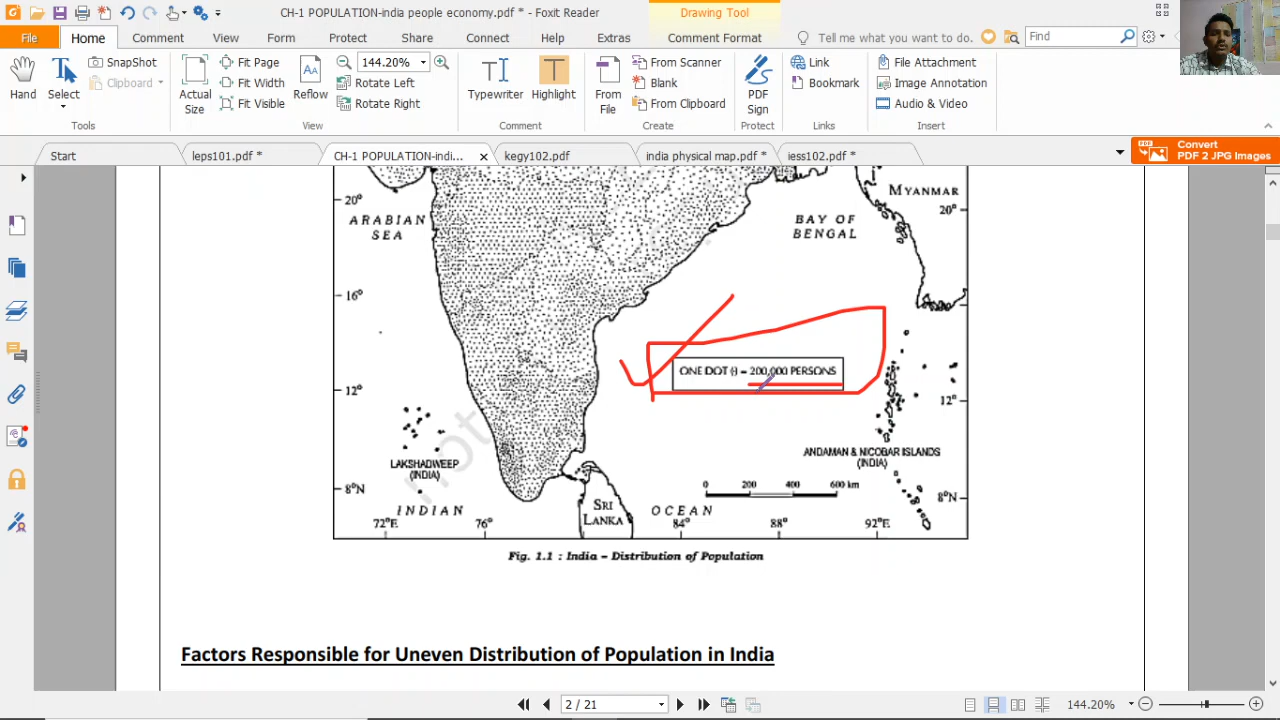 CH-1 POPULATION-india people economy.pdf * - Foxit Reader
Drawing Tool
File
Home
Comment
View
Form
Protect
Share
Connect
Help
Extras
Comment Format
Tell me what you want to do.
Find
Hand
Select
SnapShot
Clipboard
Tools
Actual
Size
Fit Page
Fit Width
Fit Visible
Reflow
144.20%
Rotate Left
Rotate Right
View
Typewriter
Highlight
Comment
From
File
From Scanner
Blank
From Clipboard
Create
PDF
Sign
Protect
Link
Bookmark
Links
File Attachment
Image Annotation
Audio & Video
Insert
Start
leps101.pdf *
CH-1 POPULATION-indi...
kegy102.pdf
india physical map.pdf *
iess102.pdf *
Convert
PDF 2 JPG Images
20°
ARABIAN
SEA
BAY OF
BENGAL
MYANMAR
20°
16°
ONE DOT (·) = 200,000 PERSONS
12°
12°
LAKSHADWEEP
(INDIA)
ANDAMAN & NICOBAR ISLANDS
(INDIA)
0 200 400 600 km
8°N
8°N
INDIAN
SRI
LANKA
OCEAN
72°E
76°
84°
88°
92°E
not
Fig. 1.1 : India – Distribution of Population
Factors Responsible for Uneven Distribution of Population in India
2 / 21
144.20%